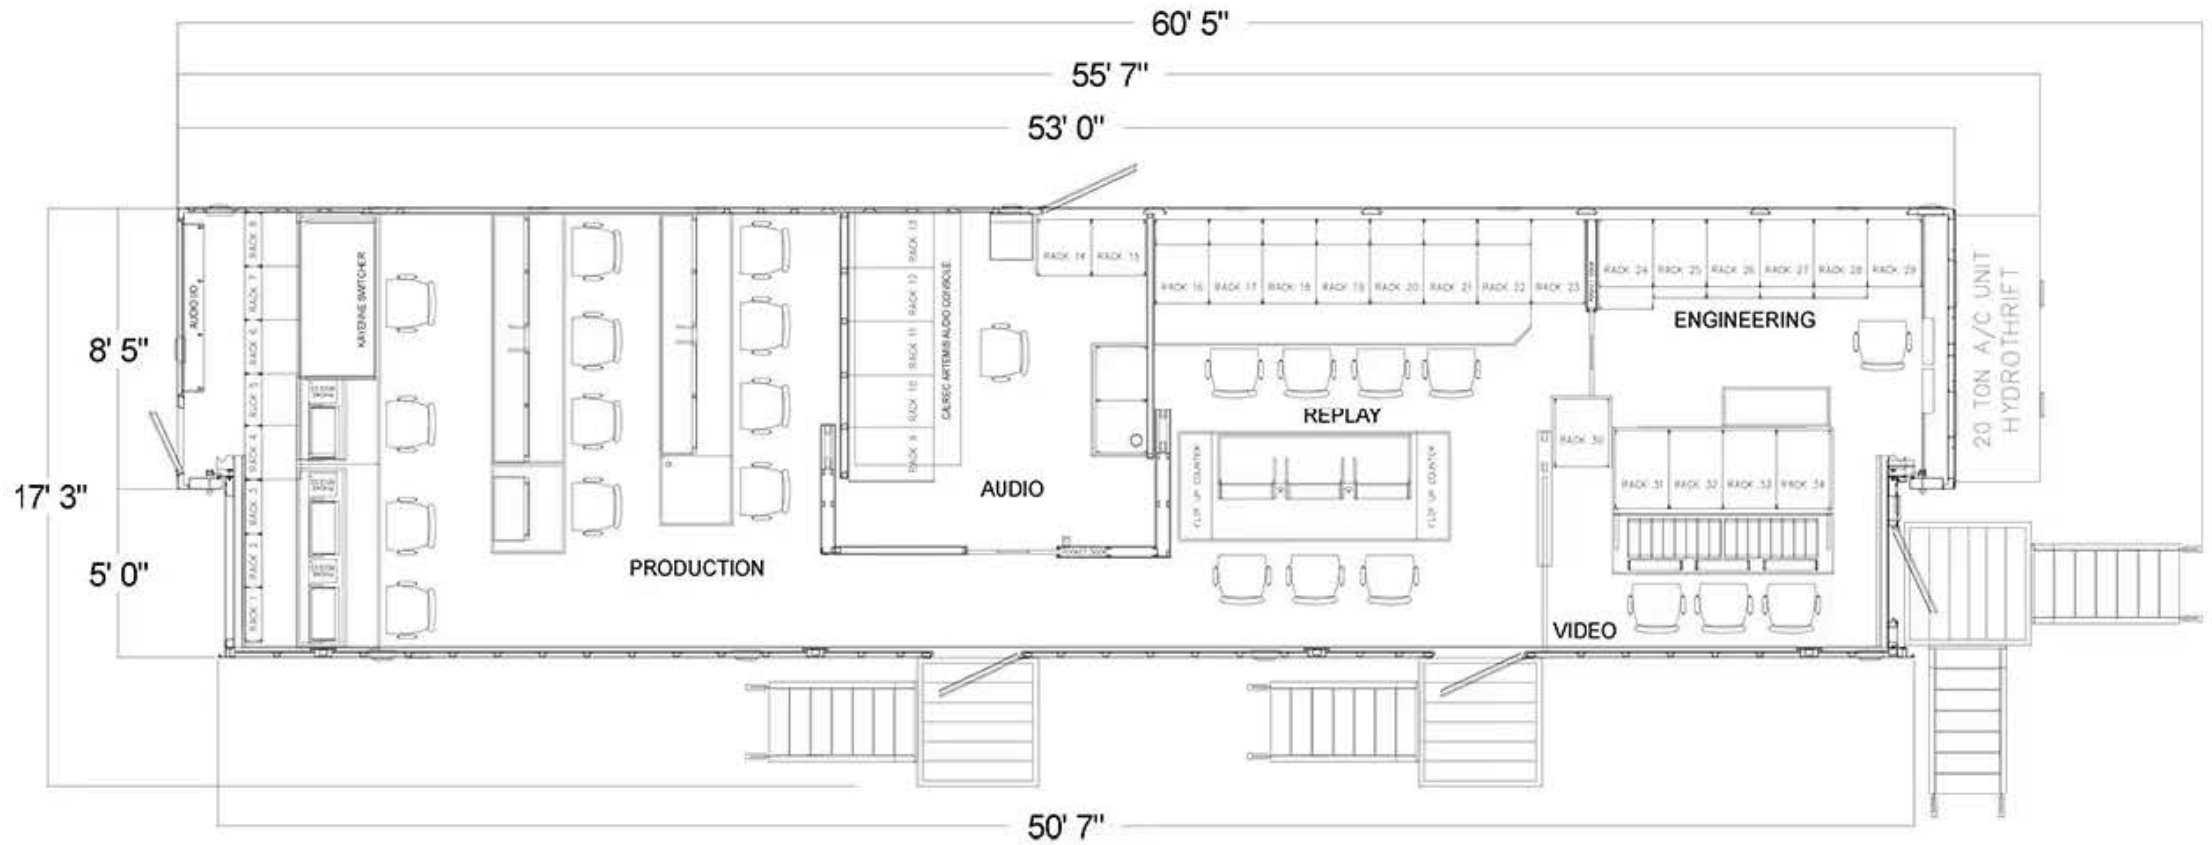 60' 5"
55' 7"
53' 0"
8' 5"
17' 3"
5' 0"
50' 7"
AUDIO I/O
RACK 8
RACK 7
RACK 6
RACK 5
RACK 4
RACK 3
RACK 2
RACK 1
KAYENNE SWITCHER
PRODUCTION
RACK 13
RACK 12
RACK 11
RACK 10
RACK 9
CALREC ARTEMIS AUDIO CONSOLE
AUDIO
RACK 14
RACK 15
POCKET DOOR
RACK 16
RACK 17
RACK 18
RACK 19
RACK 20
RACK 21
RACK 22
RACK 23
REPLAY
FLIP UP COUNTER
FLIP UP COUNTER
RACK 24
RACK 25
RACK 26
RACK 27
RACK 28
RACK 29
ENGINEERING
RACK 30
RACK 31
RACK 32
RACK 33
RACK 34
VIDEO
20 TON A/C UNIT
HYDROTHRIFT